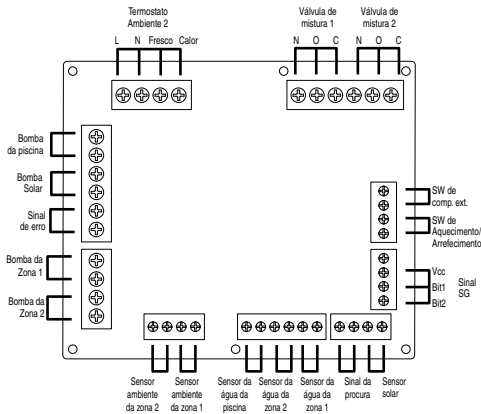 Termostato
Ambiente 2
L N Fresco Calor
Válvula de
mistura 1
N O C
Válvula de
mistura 2
N O C
Bomba
da piscina
Bomba
Solar
Sinal
de erro
Bomba da
Zona 1
Bomba da
Zona 2
SW de
comp. ext.
SW de
Aquecimento/
Arrefecimento
Vcc
Bit1
Bit2
Sinal
SG
Sensor
ambiente
da zona 2
Sensor
ambiente
da zona 1
Sensor da
água da
piscina
Sensor da
água da
zona 2
Sensor da
água da
zona 1
Sinal da
procura
Sensor
solar